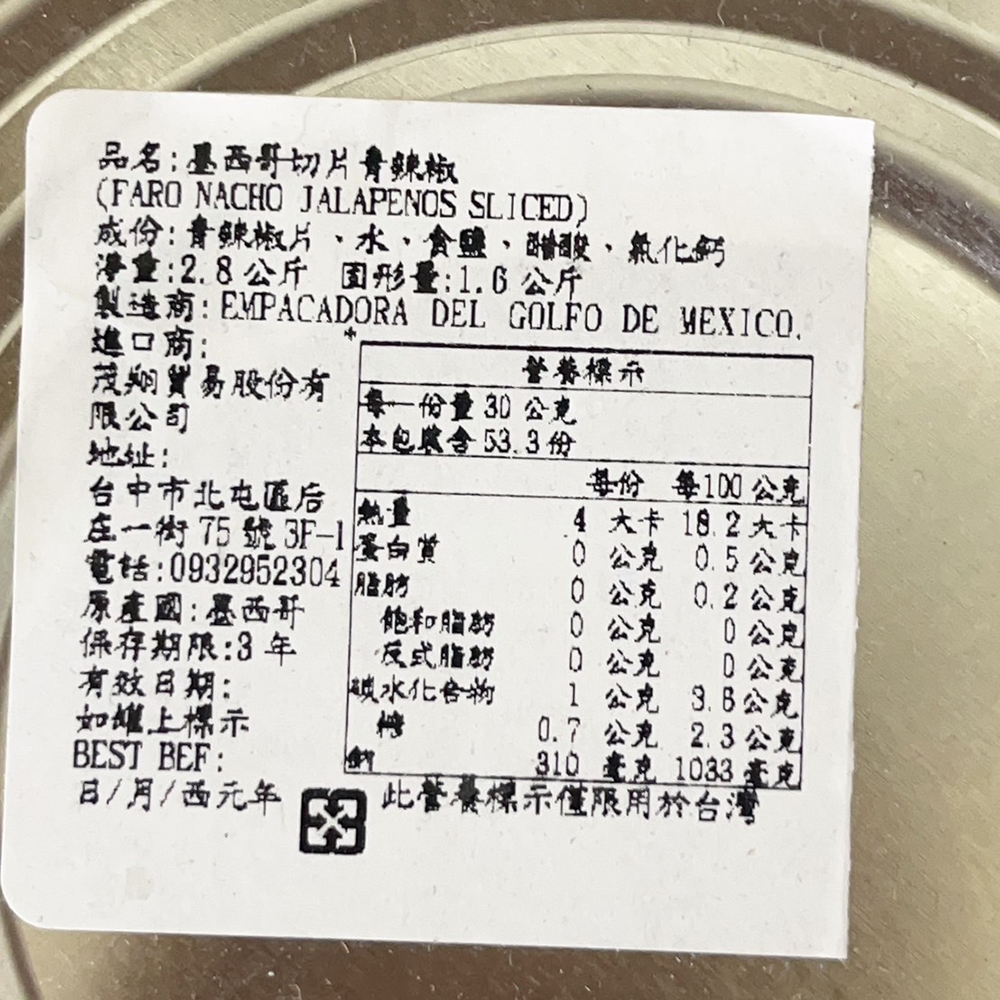 品名:墨西哥切片青辣椒
(FARO NACHO JALAPENOS SLICED)
成份:青辣椒片、水、食鹽、醋酸、氯化鈣
淨重:2.8公斤 固形量:1.6公斤
製造商:EMPACADORA DEL GOLFO DE MEXICO.
進口商:
茂翔貿易股份有
限公司
地址:
台中市北屯區后
庄一街75號3F-1
電話:0932952304
原產國:墨西哥
保存期限:3年
有效日期:
如罐上標示
BEST BEF:
日/月/西元年
*
營養標示
每一份量30公克
本包裝含53.3份
每份 每100公克
熱量 4 大卡 18.2大卡
蛋白質 0 公克 0.5公克
脂肪 0 公克 0.2公克
飽和脂肪 0 公克 0公克
反式脂肪 0 公克 0公克
碳水化合物 1 公克 3.6公克
糖 0.7 公克 2.3公克
鈉 310 毫克 1033毫克
此營養標示僅限用於台灣